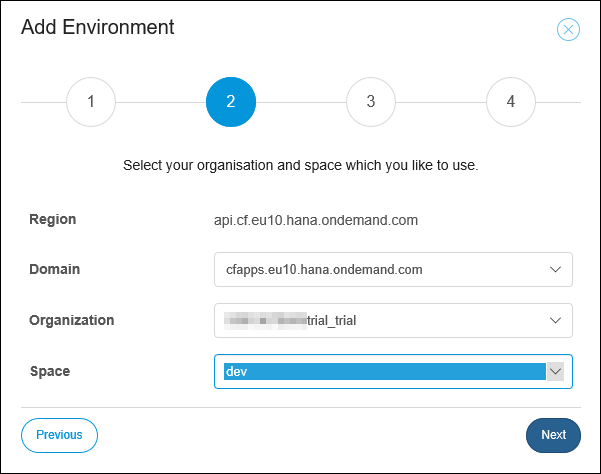 Add Environment
1 2 3 4
Select your organisation and space which you like to use.
Region api.cf.eu10.hana.ondemand.com
Domain cfapps.eu10.hana.ondemand.com
Organization trial_trial
Space dev
Previous Next